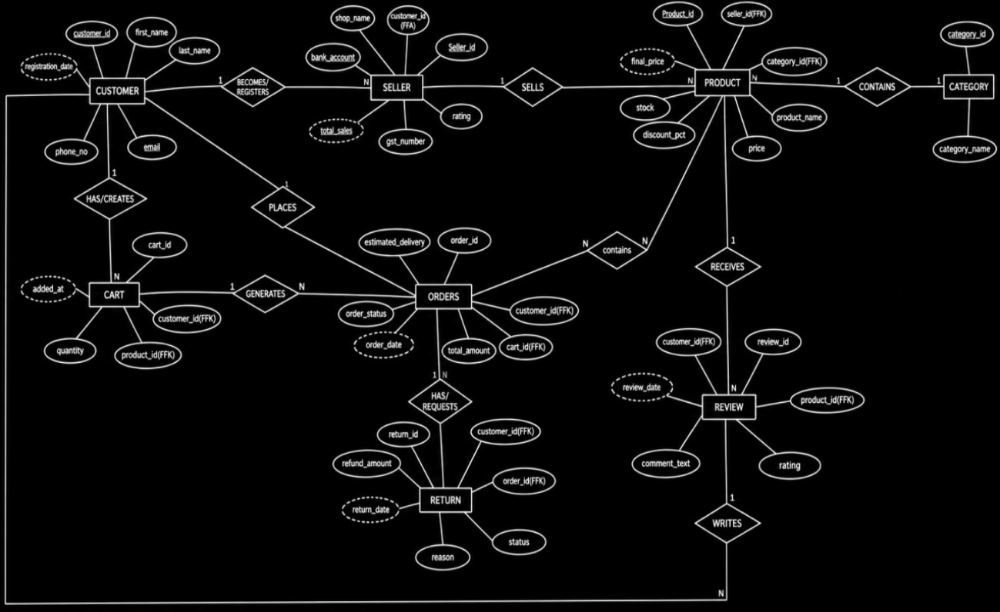 customer_id
first_name
last_name
registration_date
CUSTOMER
phone_no
email
1
BECOMES/
REGISTERS
N
shop_name
customer_id
(FFA)
Seller_id
bank_account
SELLER
total_sales
gst_number
rating
1
SELLS
N
Product_id
seller_id(FFK)
final_price
category_id(FFK)
PRODUCT
N
stock
discount_pct
price
product_name
1
CONTAINS
1
category_id
CATEGORY
category_name
1
HAS/CREATES
N
1
PLACES
cart_id
added_at
CART
customer_id(FFK)
quantity
product_id(FFK)
1
GENERATES
N
estimated_delivery
order_id
ORDERS
order_status
order_date
total_amount
cart_id(FFK)
customer_id(FFK)
N
contains
N
1
RECEIVES
N
1 N
HAS/
REQUESTS
return_id
customer_id(FFK)
refund_amount
order_id(FFK)
return_date
RETURN
status
reason
customer_id(FFK)
review_id
review_date
product_id(FFK)
REVIEW
comment_text
rating
1
WRITES
N